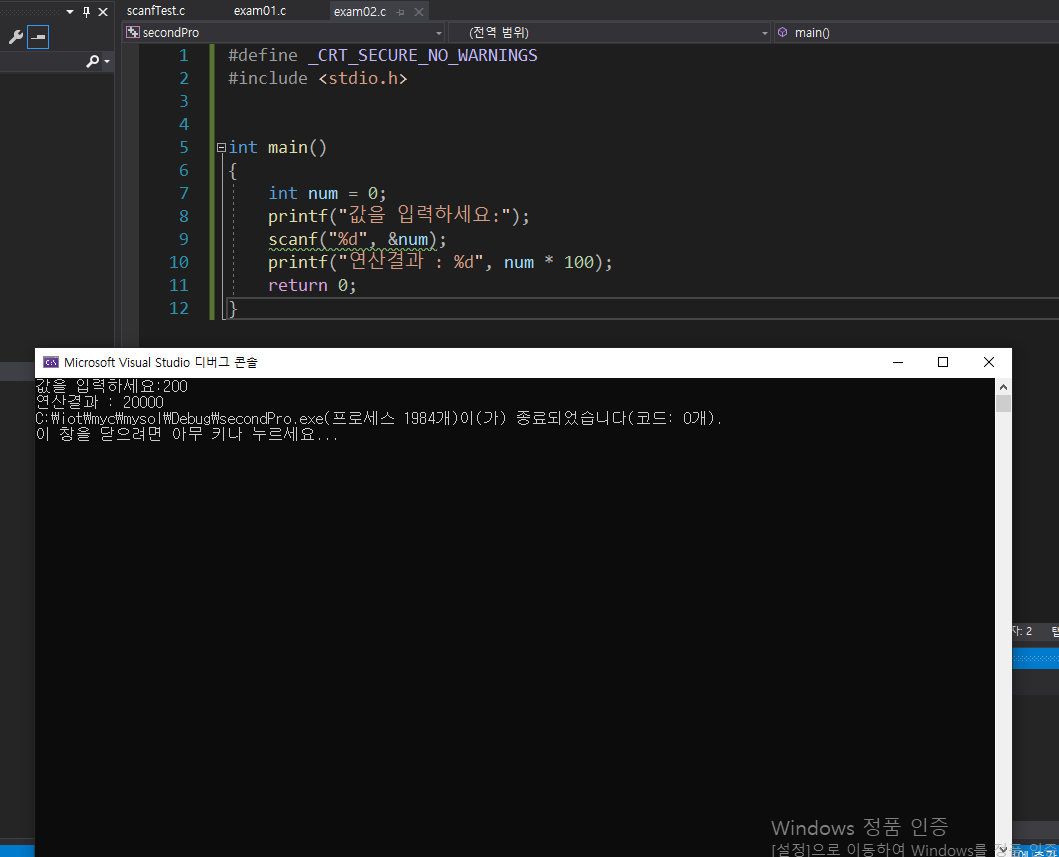 scanfTest.c exam01.c exam02.c
secondPro (전역 범위) main()
1 #define _CRT_SECURE_NO_WARNINGS
2 #include <stdio.h>
3
4
5 int main()
6 {
7 int num = 0;
8 printf("값을 입력하세요:");
9 scanf("%d", &num);
10 printf("연산결과 : %d", num * 100);
11 return 0;
12 }
Microsoft Visual Studio 디버그 콘솔
값을 입력하세요:200
연산결과 : 20000
C:\iot\myc\mysol\Debug\secondPro.exe(프로세스 1984개)이(가) 종료되었습니다(코드: 0개).
이 창을 닫으려면 아무 키나 누르세요...
자: 2 탭
Windows 정품 인증
[설정]으로 이동하여 Windows를 정품 인증